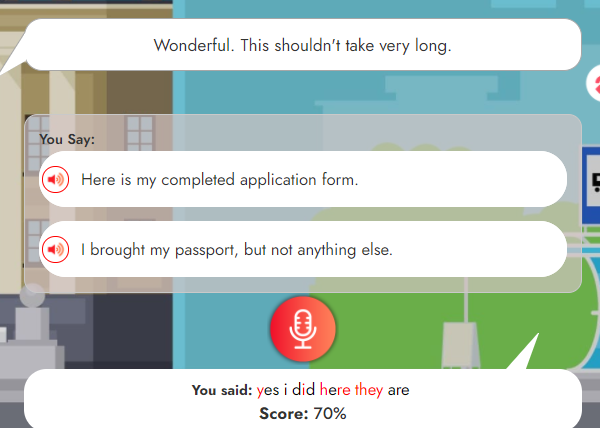 Wonderful. This shouldn't take very long.
You Say:
Here is my completed application form.
I brought my passport, but not anything else.
You said: yes i did here they are
Score: 70%